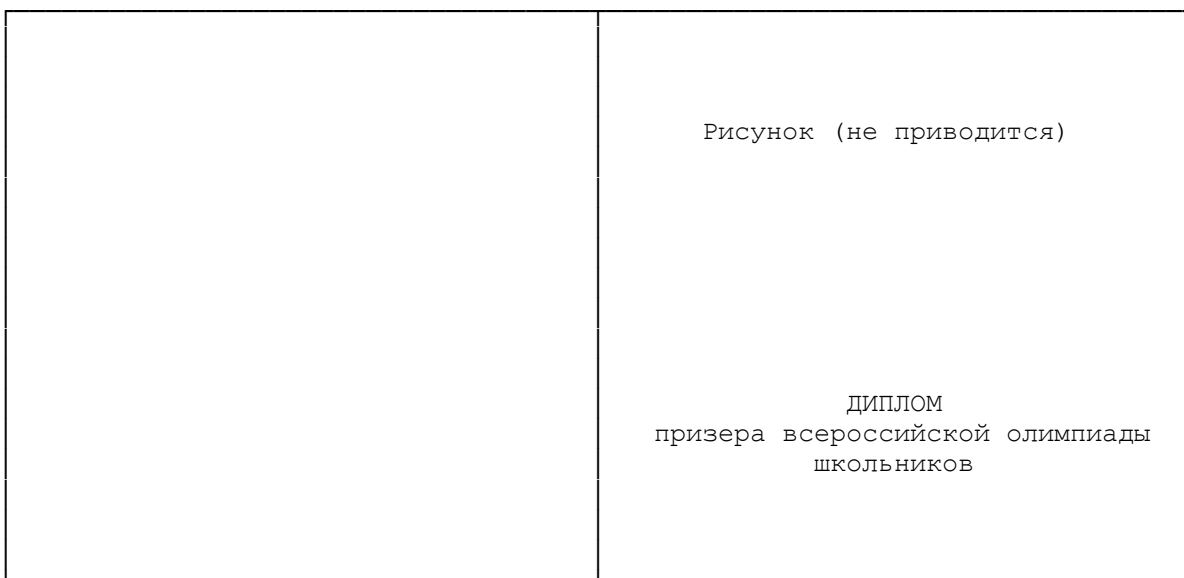 Рисунок (не приводится)
ДИПЛОМ
призера всероссийской олимпиады
школьников